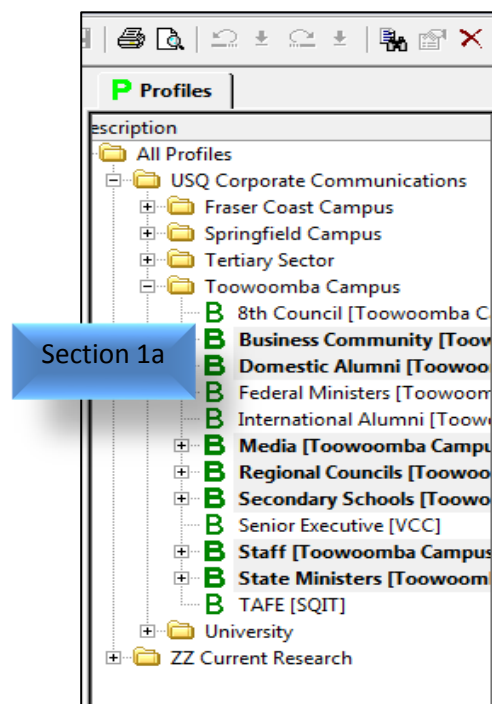 P Profiles
escription
All Profiles
USQ Corporate Communications
Fraser Coast Campus
Springfield Campus
Tertiary Sector
Toowoomba Campus
B 8th Council [Toowoomba C
Section 1a
B Business Community [Toow
B Domestic Alumni [Toowoo
B Federal Ministers [Toowoom
B International Alumni [Toow
B Media [Toowoomba Campu
B Regional Councils [Toowoo
B Secondary Schools [Toowo
B Senior Executive [VCC]
B Staff [Toowoomba Campus
B State Ministers [Toowoom
B TAFE [SQIT]
University
ZZ Current Research